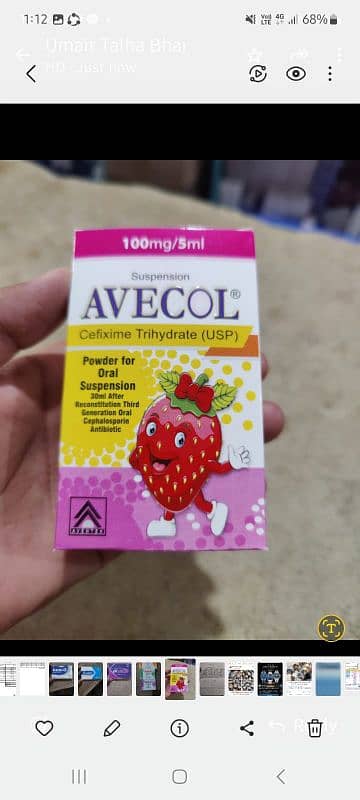 1:12
68%
Umair Talha Bhai
HD · Just now
100mg/5ml
Suspension
AVECOL®
Cefixime Trihydrate (USP)
Powder for
Oral
Suspension
30ml After
Reconstitution Third
Generation Oral
Cephalosporin
Antibiotic
AVENTEK
T
Reply